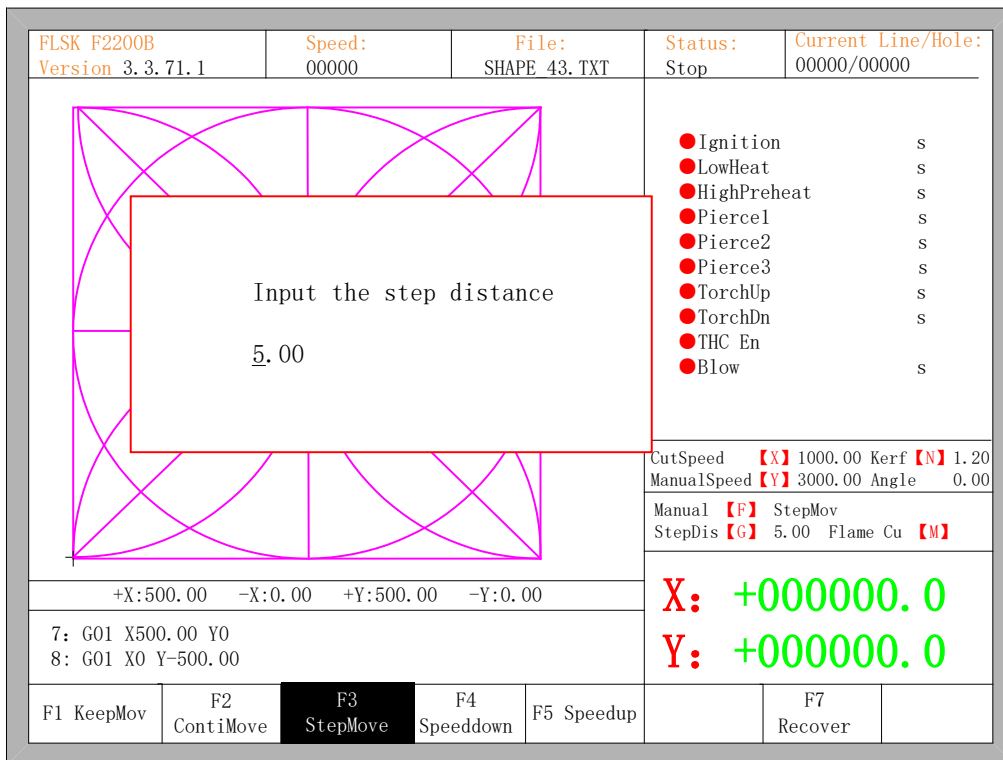 FLSK F2200B
Version 3.3.71.1
Speed:
00000
File:
SHAPE 43.TXT
Status:
Stop
Current Line/Hole:
00000/00000
Ignition s
LowHeat s
HighPreheat s
Pierce1 s
Pierce2 s
Pierce3 s
TorchUp s
TorchDn s
THC En
Blow s
Input the step distance
5.00
CutSpeed 【X】 1000.00 Kerf 【N】 1.20
ManualSpeed 【Y】 3000.00 Angle 0.00
Manual 【F】 StepMov
StepDis 【G】 5.00 Flame Cu 【M】
+X:500.00 -X:0.00 +Y:500.00 -Y:0.00
7: G01 X500.00 Y0
8: G01 X0 Y-500.00
X: +000000.0
Y: +000000.0
F1 KeepMov
F2
ContiMove
F3
StepMove
F4
Speeddown
F5 Speedup
F7
Recover